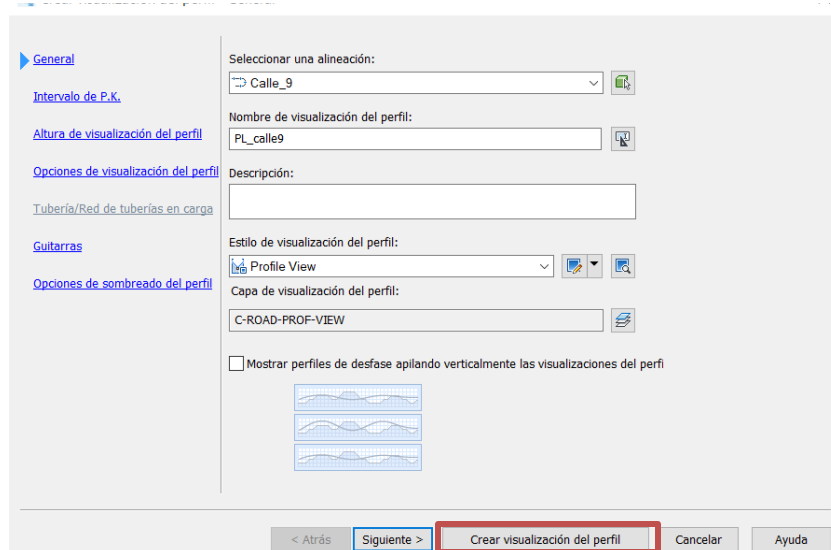 General
Intervalo de P.K.
Altura de visualización del perfil
Opciones de visualización del perfil
Tubería/Red de tuberías en carga
Guitarras
Opciones de sombreado del perfil
Seleccionar una alineación:
Calle_9
Nombre de visualización del perfil:
PL_calle9
Descripción:
Estilo de visualización del perfil:
Profile View
Capa de visualización del perfil:
C-ROAD-PROF-VIEW
Mostrar perfiles de desfase apilando verticalmente las visualizaciones del perfi
< Atrás
Siguiente >
Crear visualización del perfil
Cancelar
Ayuda